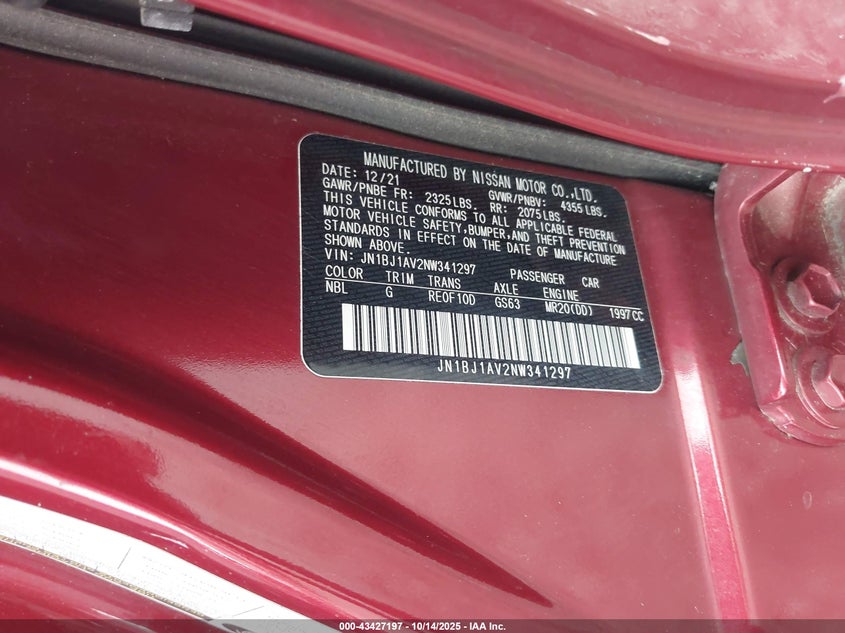 MANUFACTURED BY NISSAN MOTOR CO.,LTD.
DATE: 12/21 GVWR/PNBV: 4355 LBS.
GAWR/PNBE FR: 2325LBS. RR: 2075LBS.
THIS VEHICLE CONFORMS TO ALL APPLICABLE FEDERAL
MOTOR VEHICLE SAFETY,BUMPER,AND THEFT PREVENTION
STANDARDS IN EFFECT ON THE DATE OF MANUFACTURE
SHOWN ABOVE.
VIN: JN1BJ1AV2NW341297 PASSENGER CAR
COLOR TRIM TRANS AXLE ENGINE
NBL G RE0F10D GS63 MR20(DD) 1997CC
JN1BJ1AV2NW341297
000-43427197 - 10/14/2025 - IAA Inc.